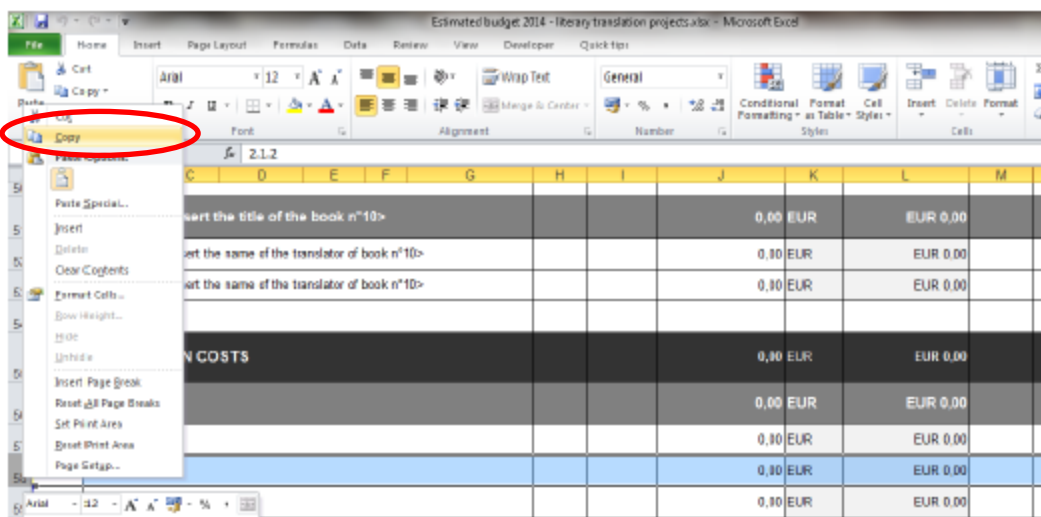 Estimated budget 2014 - literary translation projects.xlsx - Microsoft Excel
File Home Insert Page Layout Formulas Data Review View Developer Quick tips
Cut Arial 12 A A Wrap Text General
Copy
Paste Merge & Center % Conditional Format Cell Insert Delete Format
Formatting as Table Styles
Font Alignment Number Styles Cells
Cut
Copy
Paste Options:
fx 2.1.2
C D E F G H I J K L M
Paste Special...
sert the title of the book n°10> 0,00 EUR EUR 0,00
Insert
Delete
ert the name of the translator of book n°10> 0,00 EUR EUR 0,00
Clear Contents
ert the name of the translator of book n°10> 0,00 EUR EUR 0,00
Format Cells...
Row Height...
Hide
Unhide
N COSTS 0,00 EUR EUR 0,00
Insert Page Break
Reset All Page Breaks
0,00 EUR EUR 0,00
Set Print Area
Reset Print Area
0,00 EUR EUR 0,00
Page Setup...
0,00 EUR EUR 0,00
Arial 12 A A %
0,00 EUR EUR 0,00